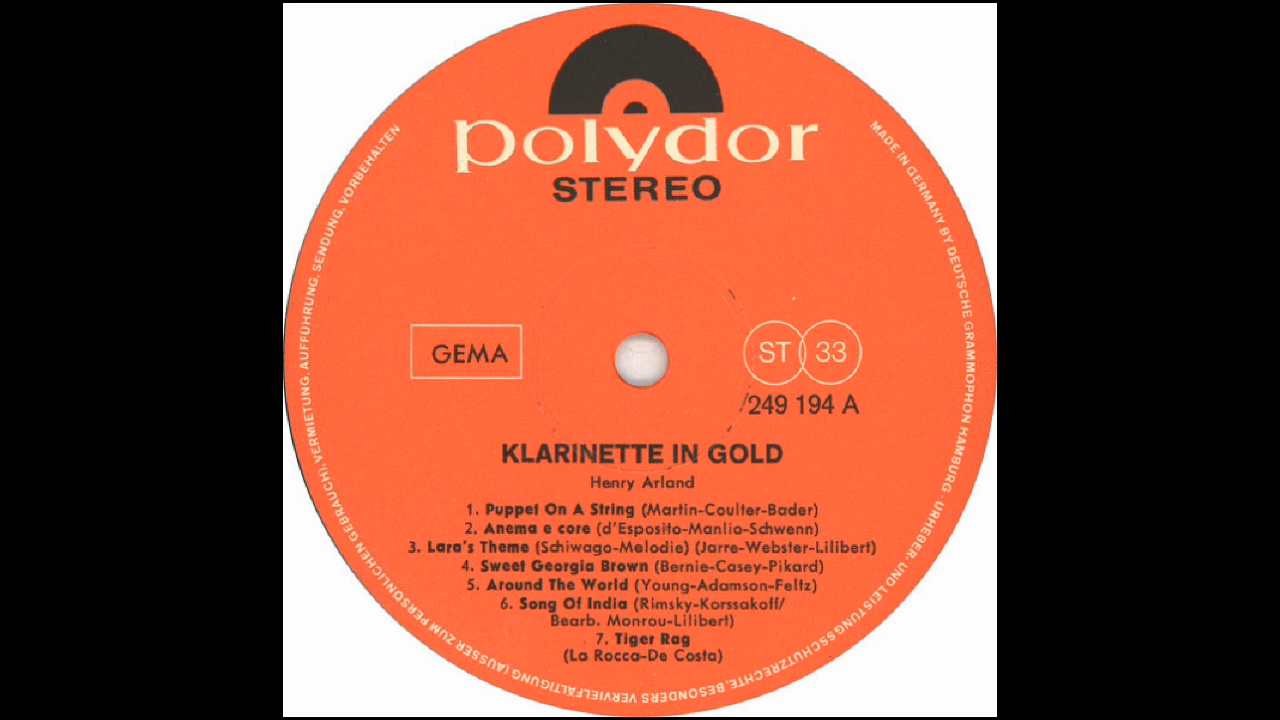 polydor
STEREO
GEMA
ST 33
249 194 A
KLARINETTE IN GOLD
Henry Arland
1. Puppet On A String (Martin-Coulter-Bader)
2. Anema e core (d'Esposito-Manlio-Schwenn)
3. Lara's Theme (Schiwago-Melodie) (Jarre-Webster-Lilibert)
4. Sweet Georgia Brown (Bernie-Casey-Pikard)
5. Around The World (Young-Adamson-Feltz)
6. Song Of India (Rimsky-Korssakoff/
Bearb. Monrou-Lilibert)
7. Tiger Rag
(La Rocca-De Costa)
MADE IN GERMANY BY DEUTSCHE GRAMMOPHON HAMBURG · URHEBER- UND LEISTUNGSSCHUTZRECHTE, BESONDERS VERVIELFÄLTIGUNG (AUSSER ZUM PERSÖNLICHEN GEBRAUCH), VERMIETUNG, AUFFÜHRUNG, SENDUNG, VORBEHALTEN